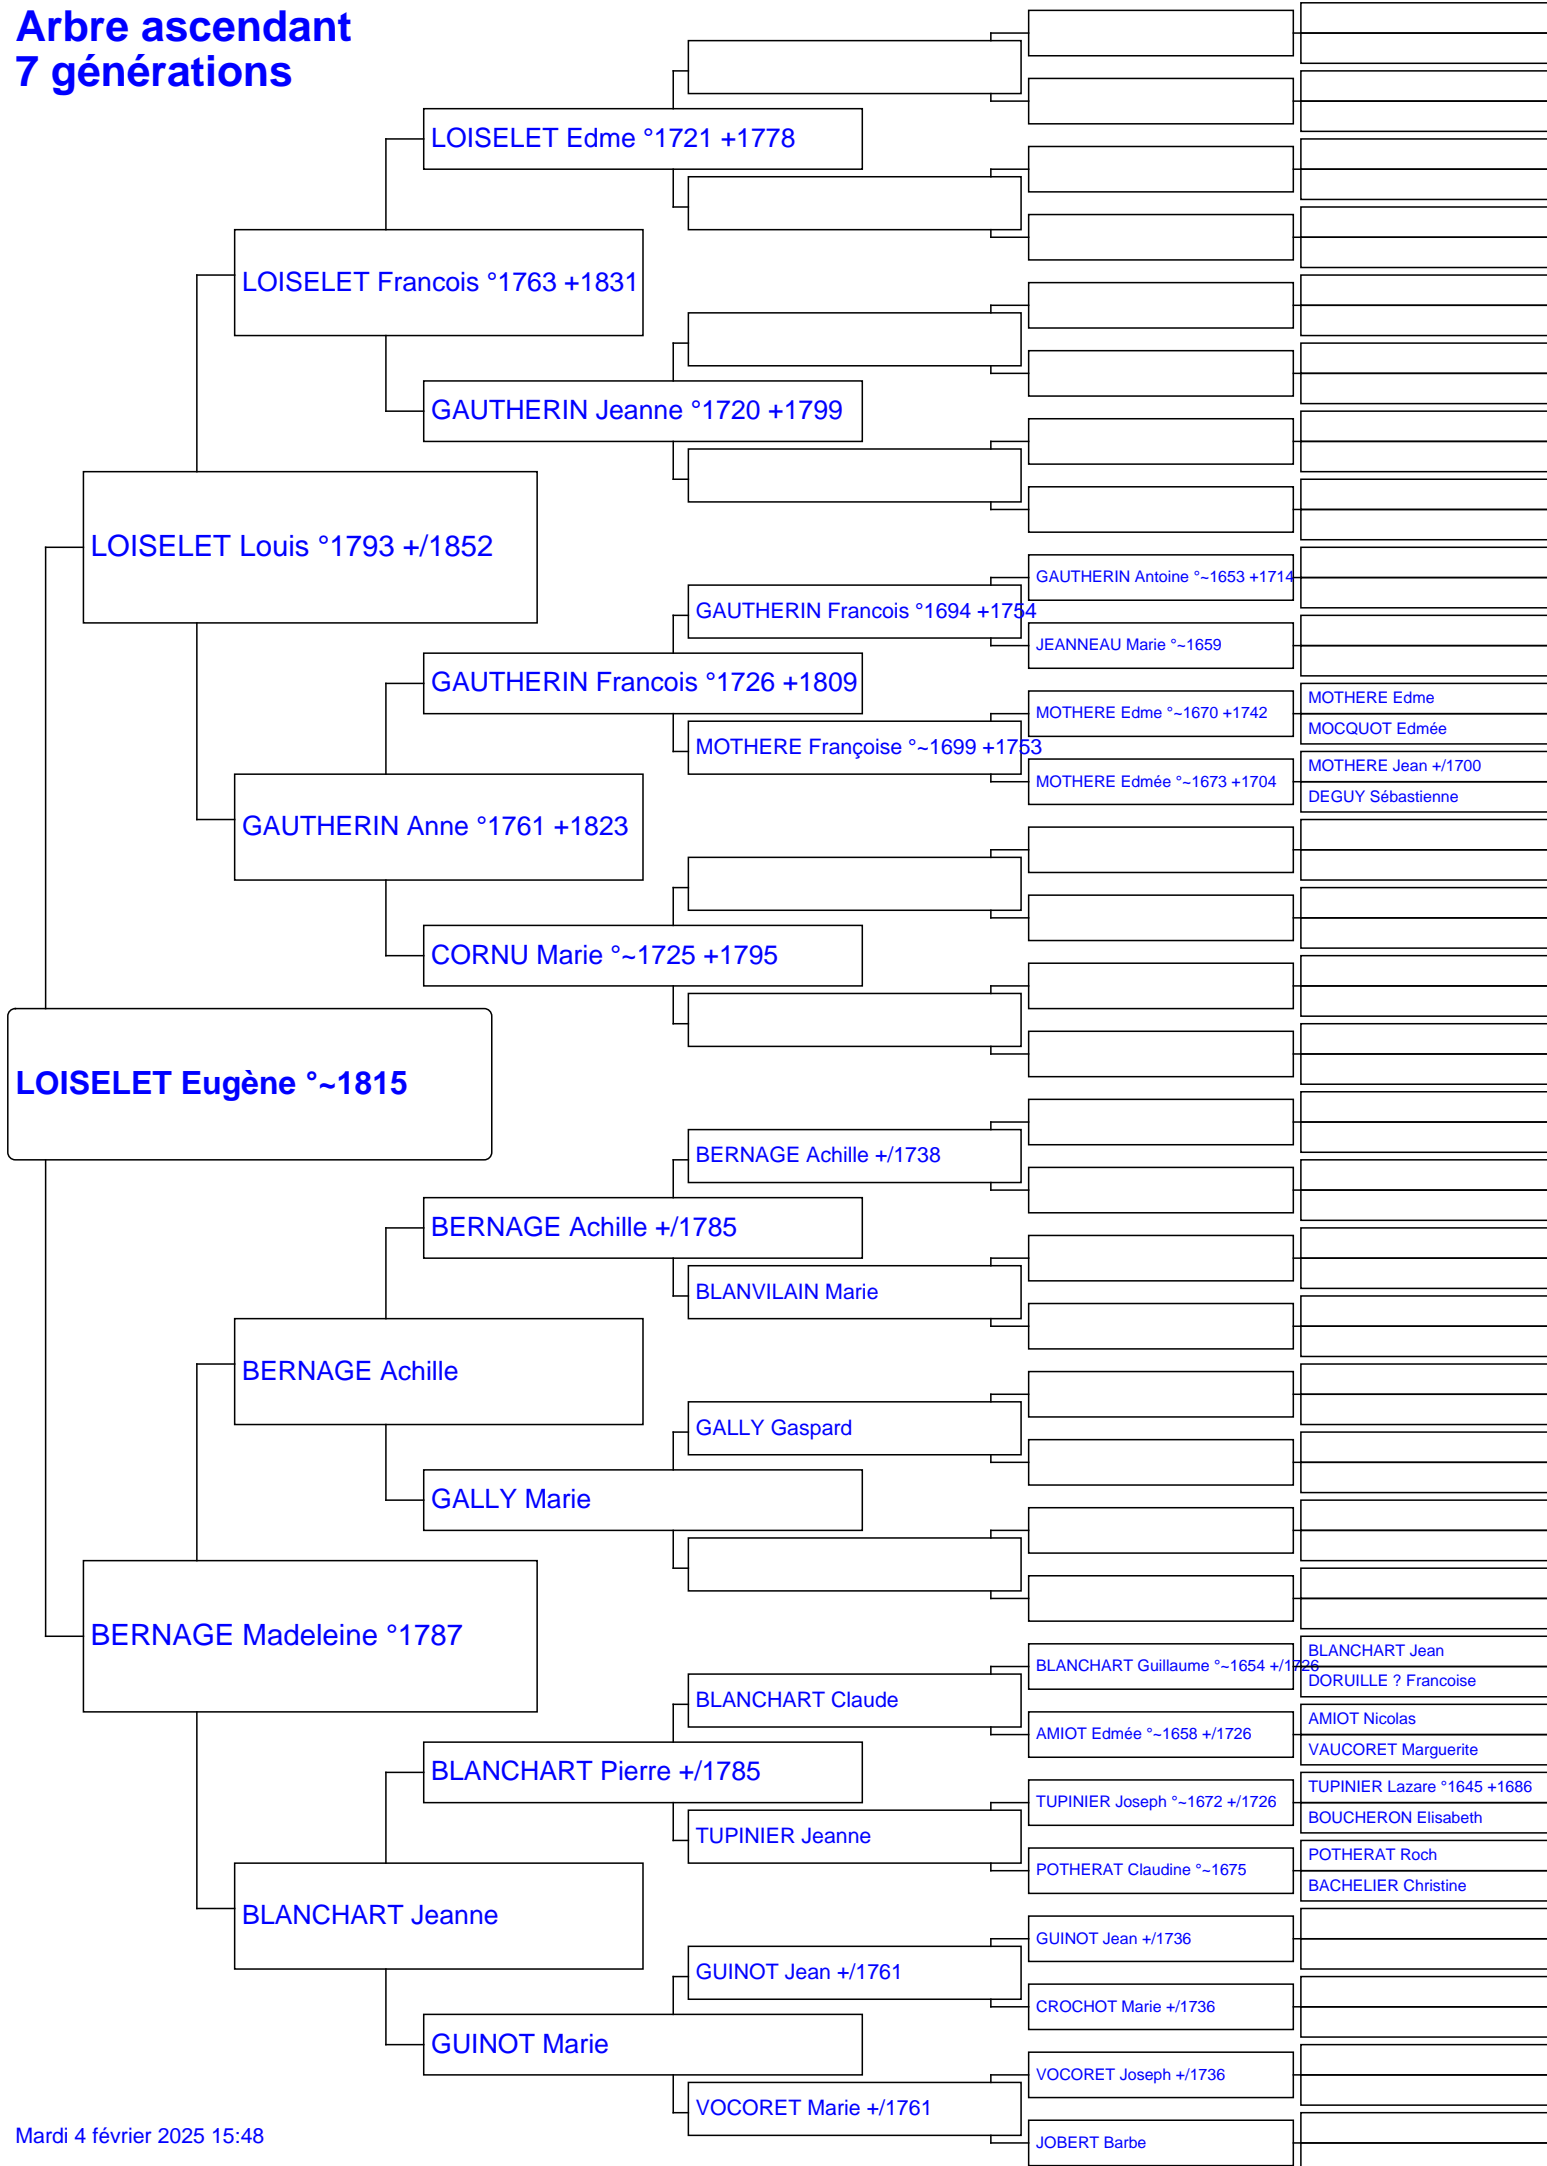 Arbre ascendant
7 générations
LOISELET Edme °1721 +1778
LOISELET Francois °1763 +1831
GAUTHERIN Jeanne °1720 +1799
LOISELET Louis °1793 +/1852
GAUTHERIN Antoine °~1653 +1714
GAUTHERIN Francois °1694 +1754
JEANNEAU Marie °~1659
GAUTHERIN Francois °1726 +1809
MOTHERE Edme
MOTHERE Edme °~1670 +1742
MOCQUOT Edmée
MOTHERE Françoise °~1699 +1753
MOTHERE Jean +/1700
MOTHERE Edmée °~1673 +1704
DEGUY Sébastienne
GAUTHERIN Anne °1761 +1823
CORNU Marie °~1725 +1795
LOISELET Eugène °~1815
BERNAGE Achille +/1738
BERNAGE Achille +/1785
BLANVILAIN Marie
BERNAGE Achille
GALLY Gaspard
GALLY Marie
BERNAGE Madeleine °1787
BLANCHART Jean
BLANCHART Guillaume °~1654 +/1726
DORUILLE ? Francoise
BLANCHART Claude
AMIOT Nicolas
AMIOT Edmée °~1658 +/1726
VAUCORET Marguerite
BLANCHART Pierre +/1785
TUPINIER Lazare °1645 +1686
TUPINIER Joseph °~1672 +/1726
BOUCHERON Elisabeth
TUPINIER Jeanne
POTHERAT Roch
POTHERAT Claudine °~1675
BACHELIER Christine
BLANCHART Jeanne
GUINOT Jean +/1736
GUINOT Jean +/1761
CROCHOT Marie +/1736
GUINOT Marie
VOCORET Joseph +/1736
VOCORET Marie +/1761
JOBERT Barbe
Mardi 4 février 2025 15:48